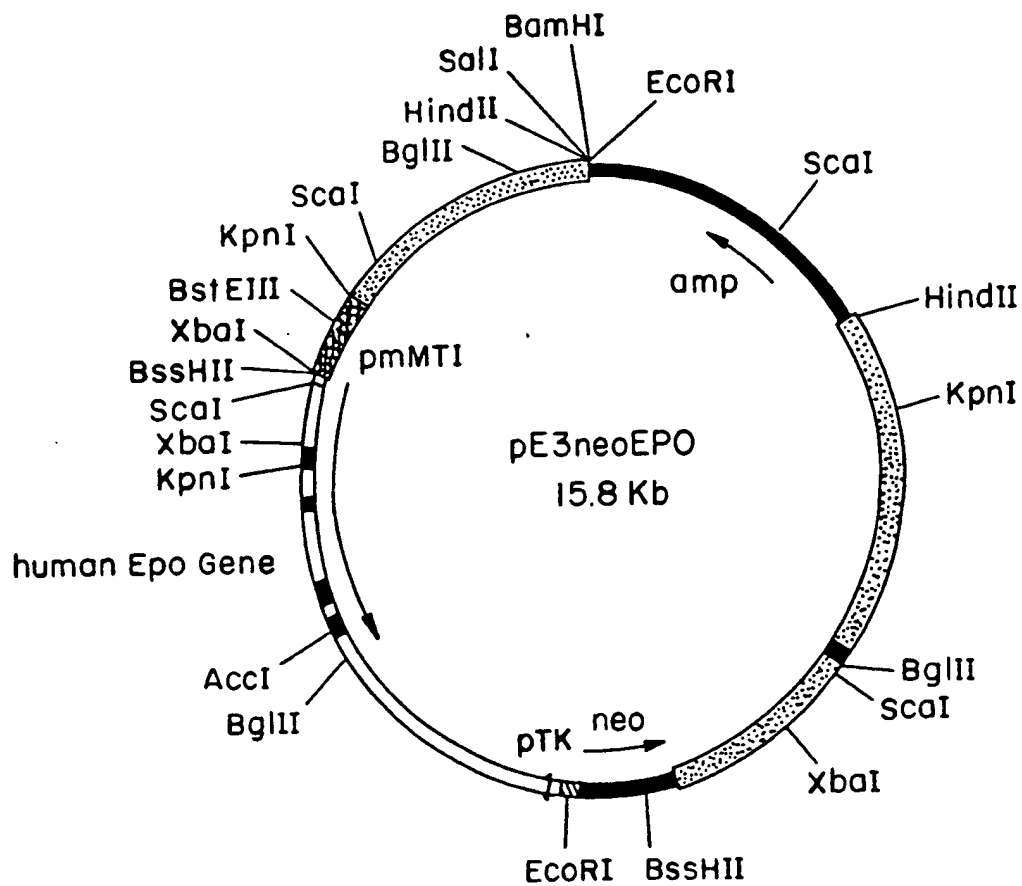 BamHI
SalI
EcoRI
HindII
BglII
ScaI
ScaI
KpnI
amp
BstEIII
HindII
XbaI
pmMTI
BssHII
KpnI
ScaI
XbaI
pE3neoEPO
KpnI
15.8 Kb
human Epo Gene
AccI
BglII
BglII
ScaI
pTK
neo
XbaI
EcoRI
BssHII